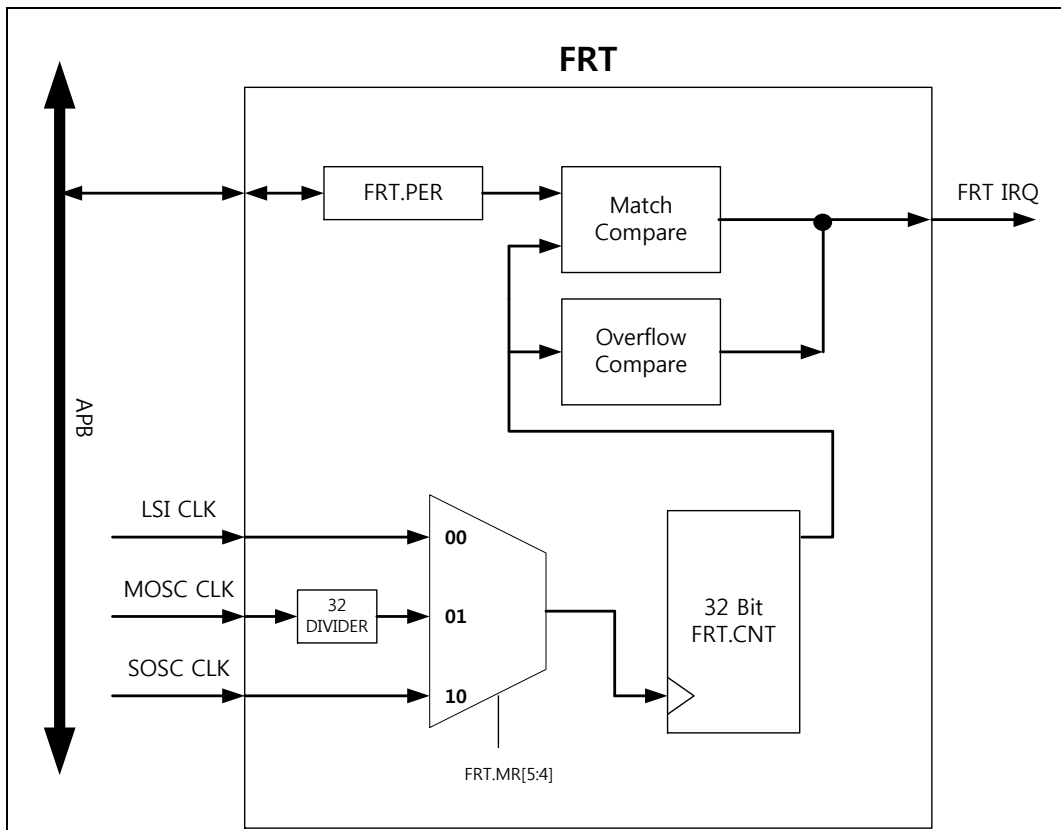 FRT
FRT.PER
Match
Compare
FRT IRQ
Overflow
Compare
APB
LSI CLK
00
MOSC CLK
32
DIVIDER
01
32 Bit
FRT.CNT
SOSC CLK
10
FRT.MR[5:4]